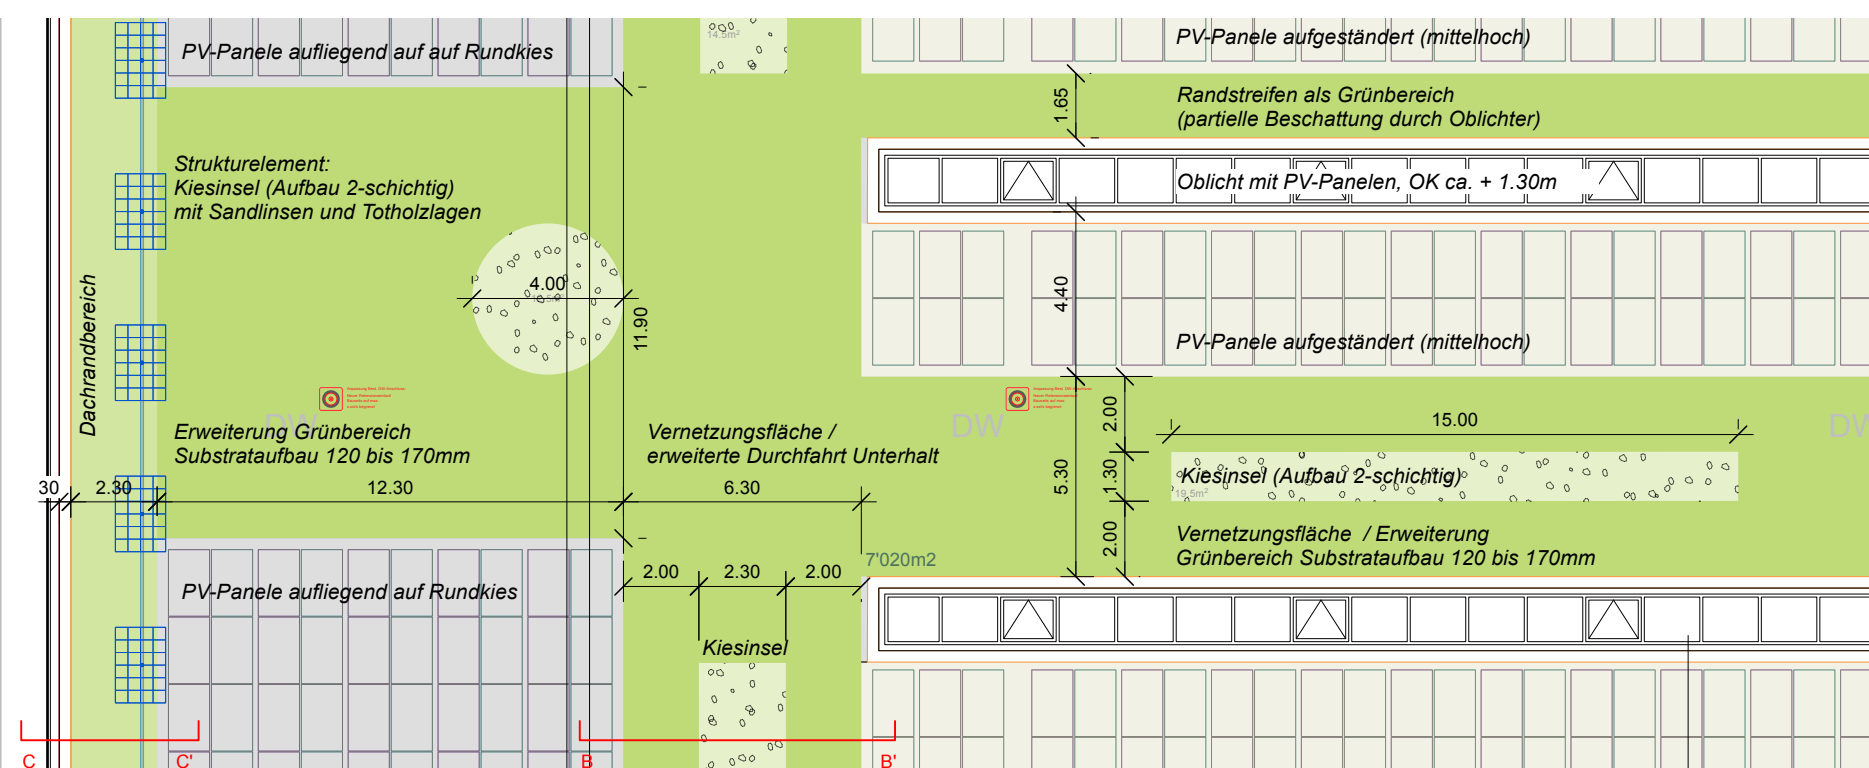 PV-Panele aufliegend auf auf Rundkies
14.5m²
PV-Panele aufgeständert (mittelhoch)
1.65
Randstreifen als Grünbereich
(partielle Beschattung durch Oblichter)
Strukturelement:
Kiesinsel (Aufbau 2-schichtig)
mit Sandlinsen und Totholzlagen
Oblicht mit PV-Panelen, OK ca. + 1.30m
4.00
11.90
4.40
Dachrandbereich
PV-Panele aufgeständert (mittelhoch)
DW
DW
DW
Erweiterung Grünbereich
Substrataufbau 120 bis 170mm
Vernetzungsfläche /
erweiterte Durchfahrt Unterhalt
2.00
15.00
5.30
1.30
Kiesinsel (Aufbau 2-schichtig)
19.5m²
30
2.30
12.30
6.30
2.00
Vernetzungsfläche / Erweiterung
Grünbereich Substrataufbau 120 bis 170mm
7'020m2
PV-Panele aufliegend auf Rundkies
2.00
2.30
2.00
Kiesinsel
C
C'
B
B'